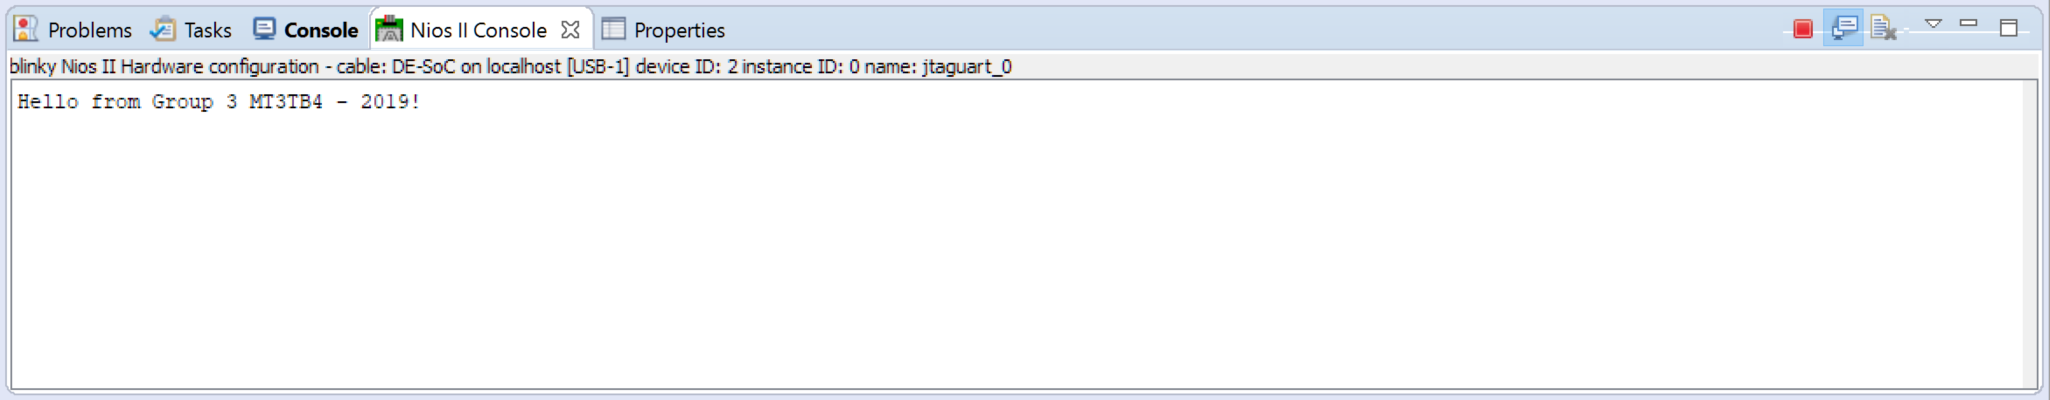 Problems Tasks Console Nios II Console Properties
blinky Nios II Hardware configuration - cable: DE-SoC on localhost [USB-1] device ID: 2 instance ID: 0 name: jtaguart_0
Hello from Group 3 MT3TB4 - 2019!